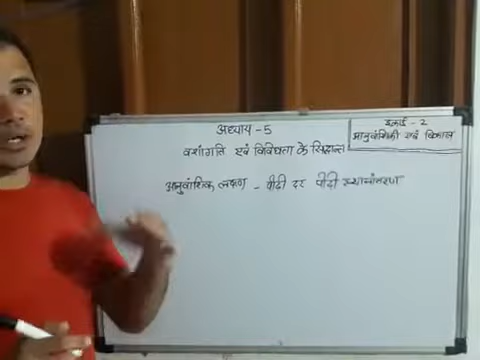 अध्याय -5
इकाई - 2
आनुवंशिकी एवं विकास
वंशागति एवं विविधता के सिद्धान्त
आनुवांशिक लक्षण - पीढी दर पीढी स्थानांतरण